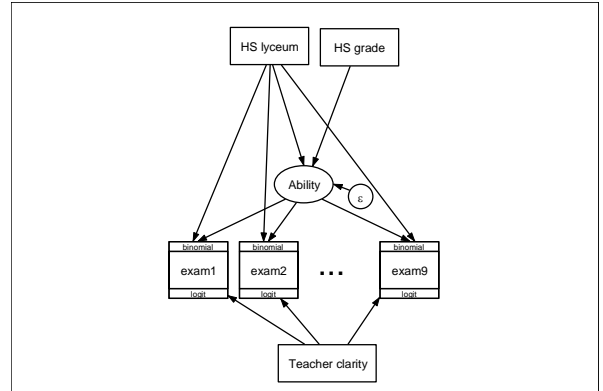 HS lyceum HS grade
Ability
ε
binomial binomial binomial
exam1 exam2 ... exam9
logit logit logit
Teacher clarity